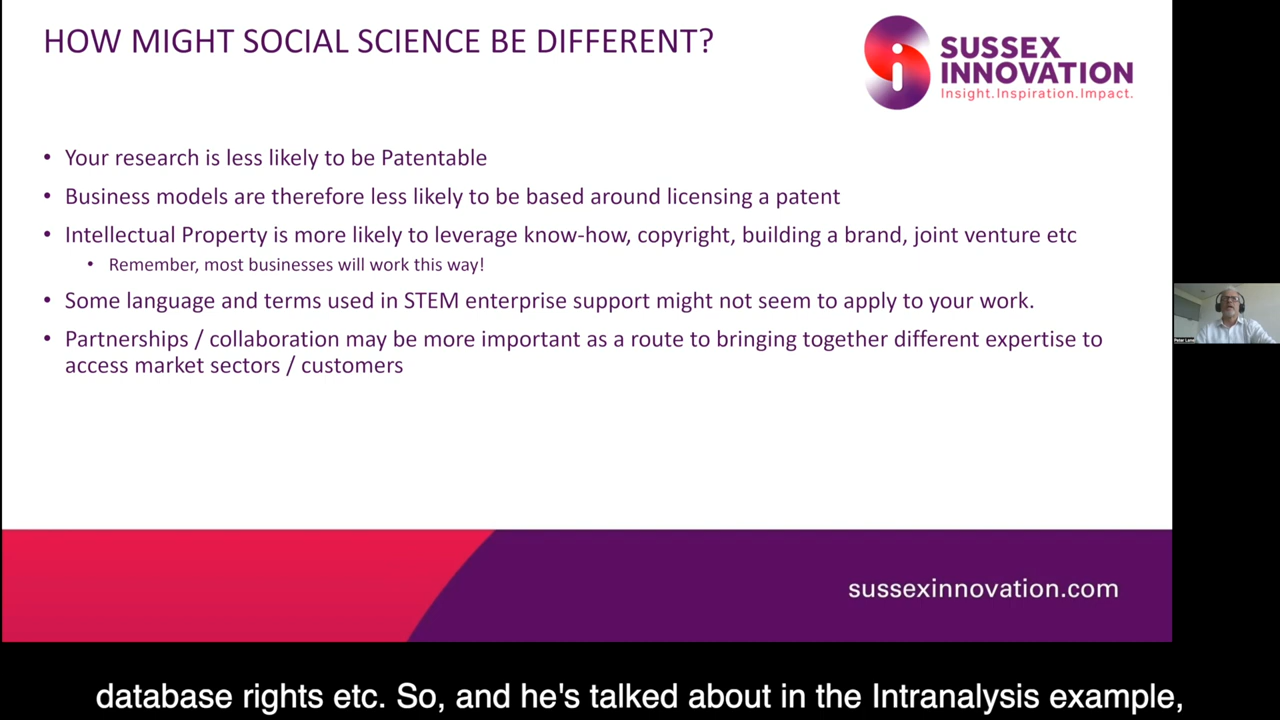 HOW MIGHT SOCIAL SCIENCE BE DIFFERENT?
SUSSEX
INNOVATION
Insight.Inspiration.Impact.
• Your research is less likely to be Patentable
• Business models are therefore less likely to be based around licensing a patent
• Intellectual Property is more likely to leverage know-how, copyright, building a brand, joint venture etc
• Remember, most businesses will work this way!
• Some language and terms used in STEM enterprise support might not seem to apply to your work.
• Partnerships / collaboration may be more important as a route to bringing together different expertise to
access market sectors / customers
Peter Lane
sussexinnovation.com
database rights etc. So, and he's talked about in the Intranalysis example,